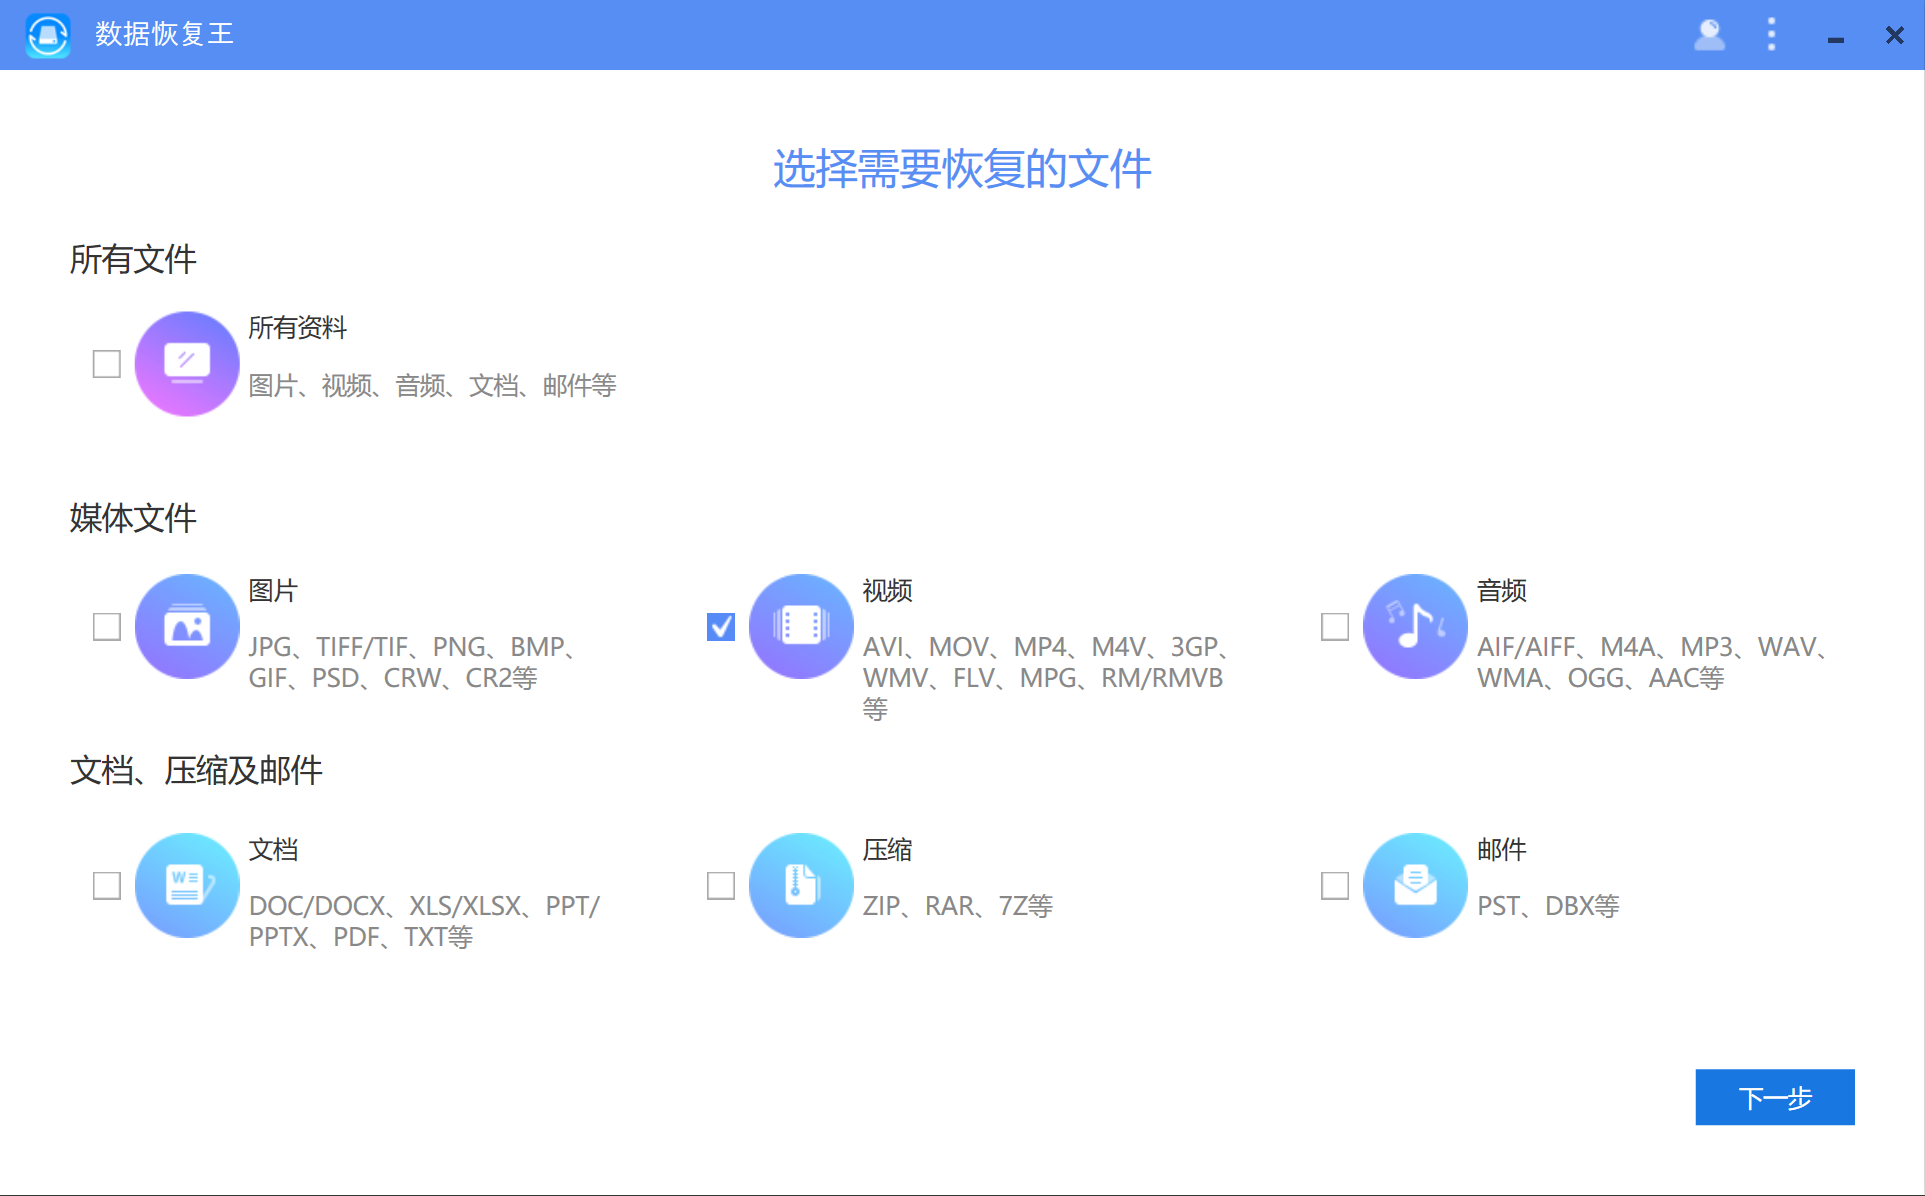 数据恢复王
选择需要恢复的文件
所有文件
所有资料
图片、视频、音频、文档、邮件等
媒体文件
图片
JPG、TIFF/TIF、PNG、BMP、
GIF、PSD、CRW、CR2等
视频
AVI、MOV、MP4、M4V、3GP、
WMV、FLV、MPG、RM/RMVB
等
音频
AIF/AIFF、M4A、MP3、WAV、
WMA、OGG、AAC等
文档、压缩及邮件
W
文档
DOC/DOCX、XLS/XLSX、PPT/
PPTX、PDF、TXT等
压缩
ZIP、RAR、7Z等
邮件
PST、DBX等
下一步